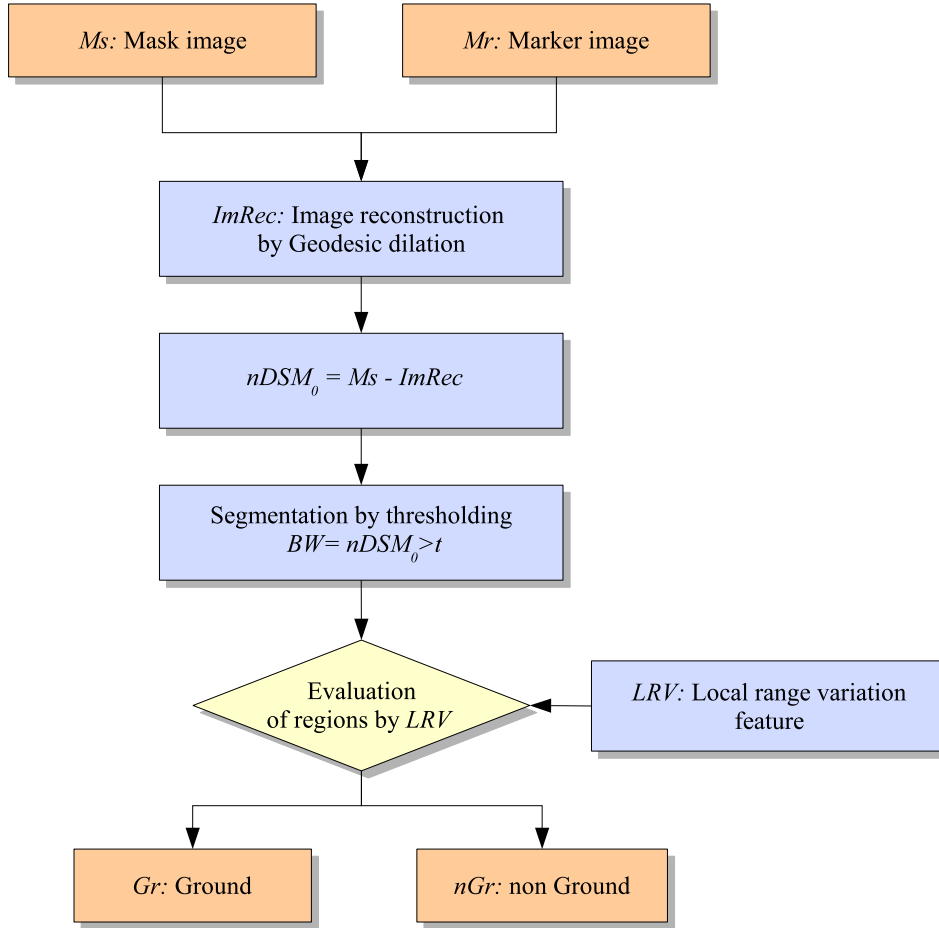 Ms: Mask image
Mr: Marker image
ImRec: Image reconstruction
by Geodesic dilation
nDSM₀ = Ms - ImRec
Segmentation by thresholding
BW= nDSM₀>t
Evaluation
of regions by LRV
LRV: Local range variation
feature
Gr: Ground
nGr: non Ground